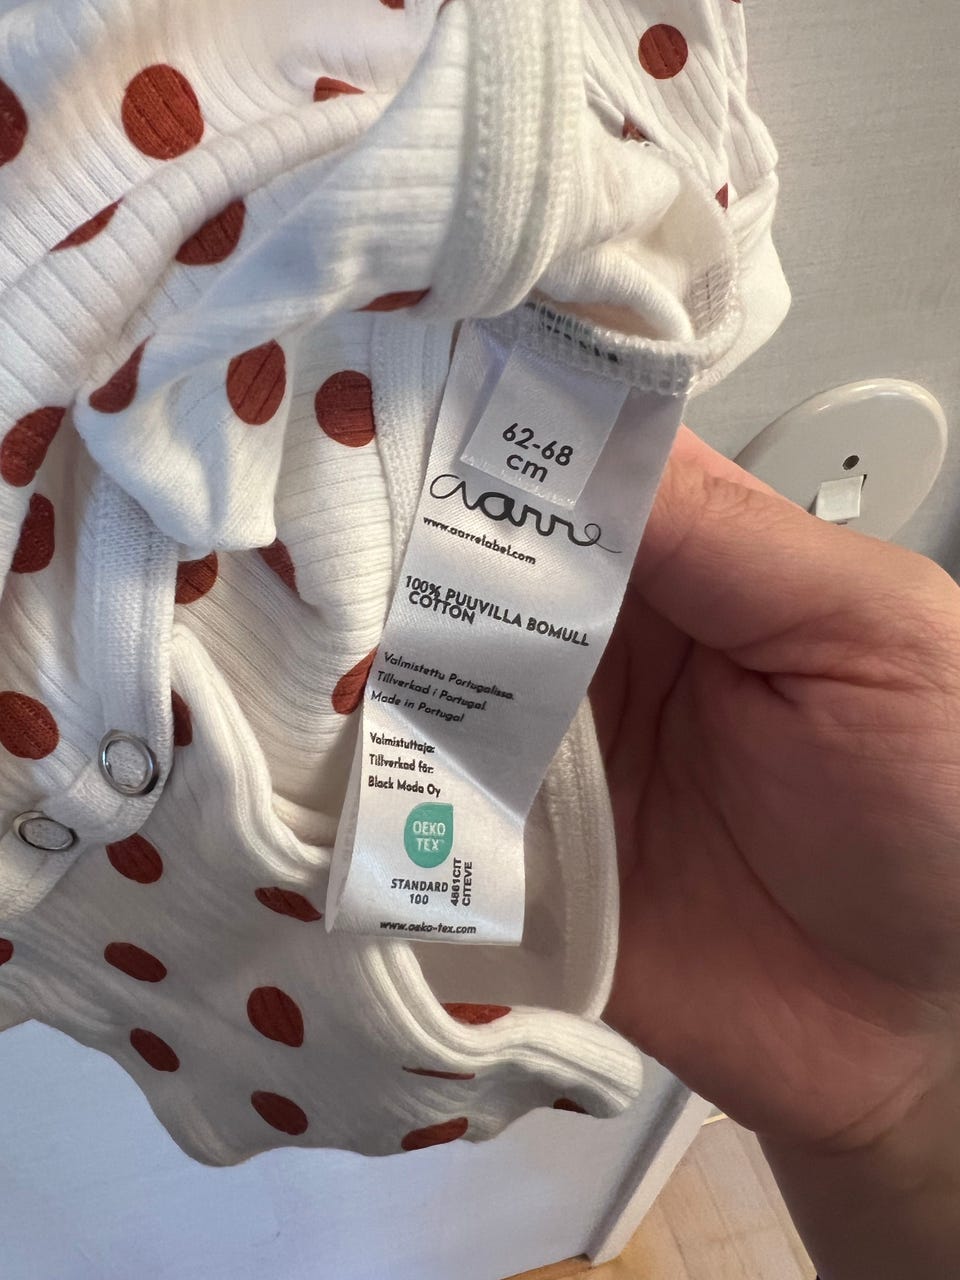 62-68
cm
aarre
www.aarrelabel.com
100% PUUVILLA BOMULL
COTTON
Valmistettu Portugalissa.
Tillverkad i Portugal.
Made in Portugal
Valmistuttaja:
Tillverkad för:
Black Moda Oy
OEKO
TEX™
STANDARD
100
4861CIT
CITEVE
www.oeko-tex.com